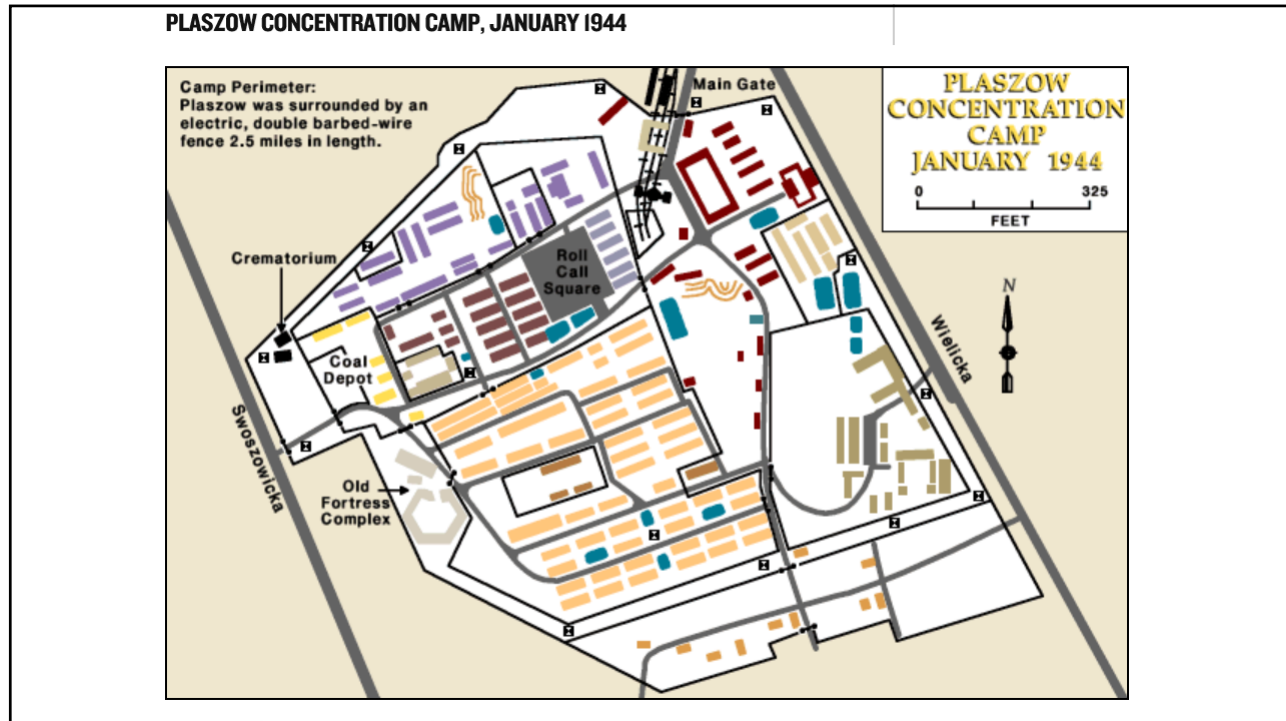 PLASZOW CONCENTRATION CAMP, JANUARY 1944
Camp Perimeter:
Plaszow was surrounded by an
electric, double barbed-wire
fence 2.5 miles in length.
Main Gate
PLASZOW
CONCENTRATION
CAMP
JANUARY 1944
0 325
FEET
Crematorium
Roll
Call
Square
N
Coal
Depot
Wielicka
Swoszowicka
Old
Fortress
Complex